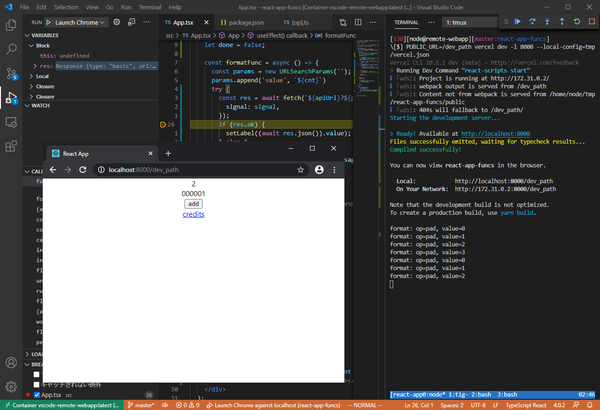 File Edit Selection View Go Run Terminal Help
App.tsx - react-app-funcs [Container vscode-remote-webapp:latest (...] - Visual Studio Code
RUN
Launch Chrome
VARIABLES
Block
this: undefined
res: Response {type: "basic", url:…
Local
Closure
Closure
WATCH
LOA
BREA
キャッチされない例外
App.tsx src 26
App.tsx
package.json
[op].ts
src > App.tsx > App > useEffect() callback > formatFunc
let done = false;
const formatFunc = async () => {
const params = new URLSearchParams('');
params.append('value', `${cnt}`)
try {
signal: signal,
});
if (res.ok) {
setLabel((await res.json()).value);
</div>
);
React App
localhost:8000/dev_path
2
000001
add
credits
TERMINAL
1: tmux
[130][node@remote-webapp][master:react-app-funcs]
\[$] PUBLIC_URL=/dev_path vercel dev -l 8000 --local-config=tmp
/vercel.json
Vercel CLI 20.1.1 dev (beta) — https://vercel.com/feedback
> Running Dev Command "react-scripts start"
ℹ 「wds」: Project is running at http://172.31.0.2/
ℹ 「wds」: webpack output is served from /dev_path
ℹ 「wds」: Content not from webpack is served from /home/node/tmp
/react-app-funcs/public
ℹ 「wds」: 404s will fallback to /dev_path/
Starting the development server...
> Ready! Available at http://localhost:8000
Files successfully emitted, waiting for typecheck results...
Compiled successfully!
You can now view react-app-funcs in the browser.
Local: http://localhost:8000/dev_path
On Your Network: http://172.31.0.2:8000/dev_path
Note that the development build is not optimized.
To create a production build, use yarn build.
format: op=pad, value=0
format: op=pad, value=1
format: op=pad, value=2
format: op=pad, value=3
format: op=pad, value=0
format: op=pad, value=1
format: op=pad, value=2
[react-app0:node* 1:tig- 2:bash 3:bash 02:46
Container vscode-remote-webapp:latest (...
master*
0 0
Launch Chrome against localhost (react-app-funcs)
-- NORMAL --
Ln 26, Col 1
Spaces: 2
UTF-8
LF
TypeScript React
4.0.2